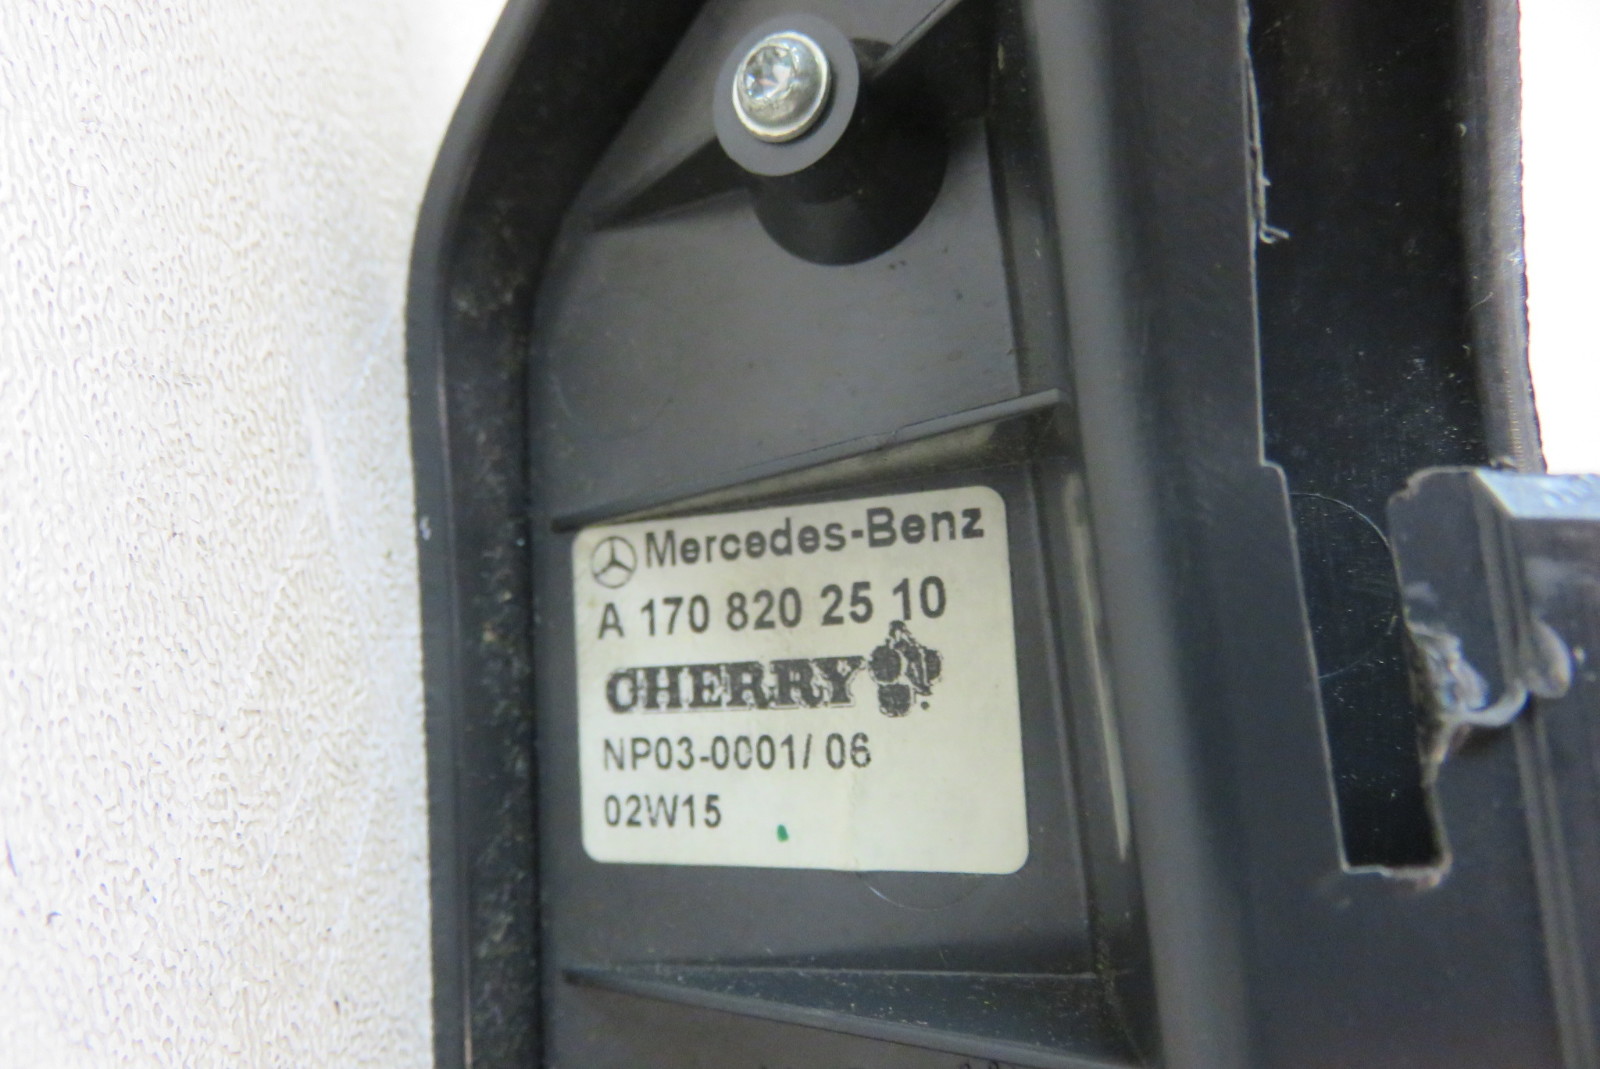 Mercedes-Benz
A 170 820 25 10
CHERRY
NP03-0001/ 06
02W15